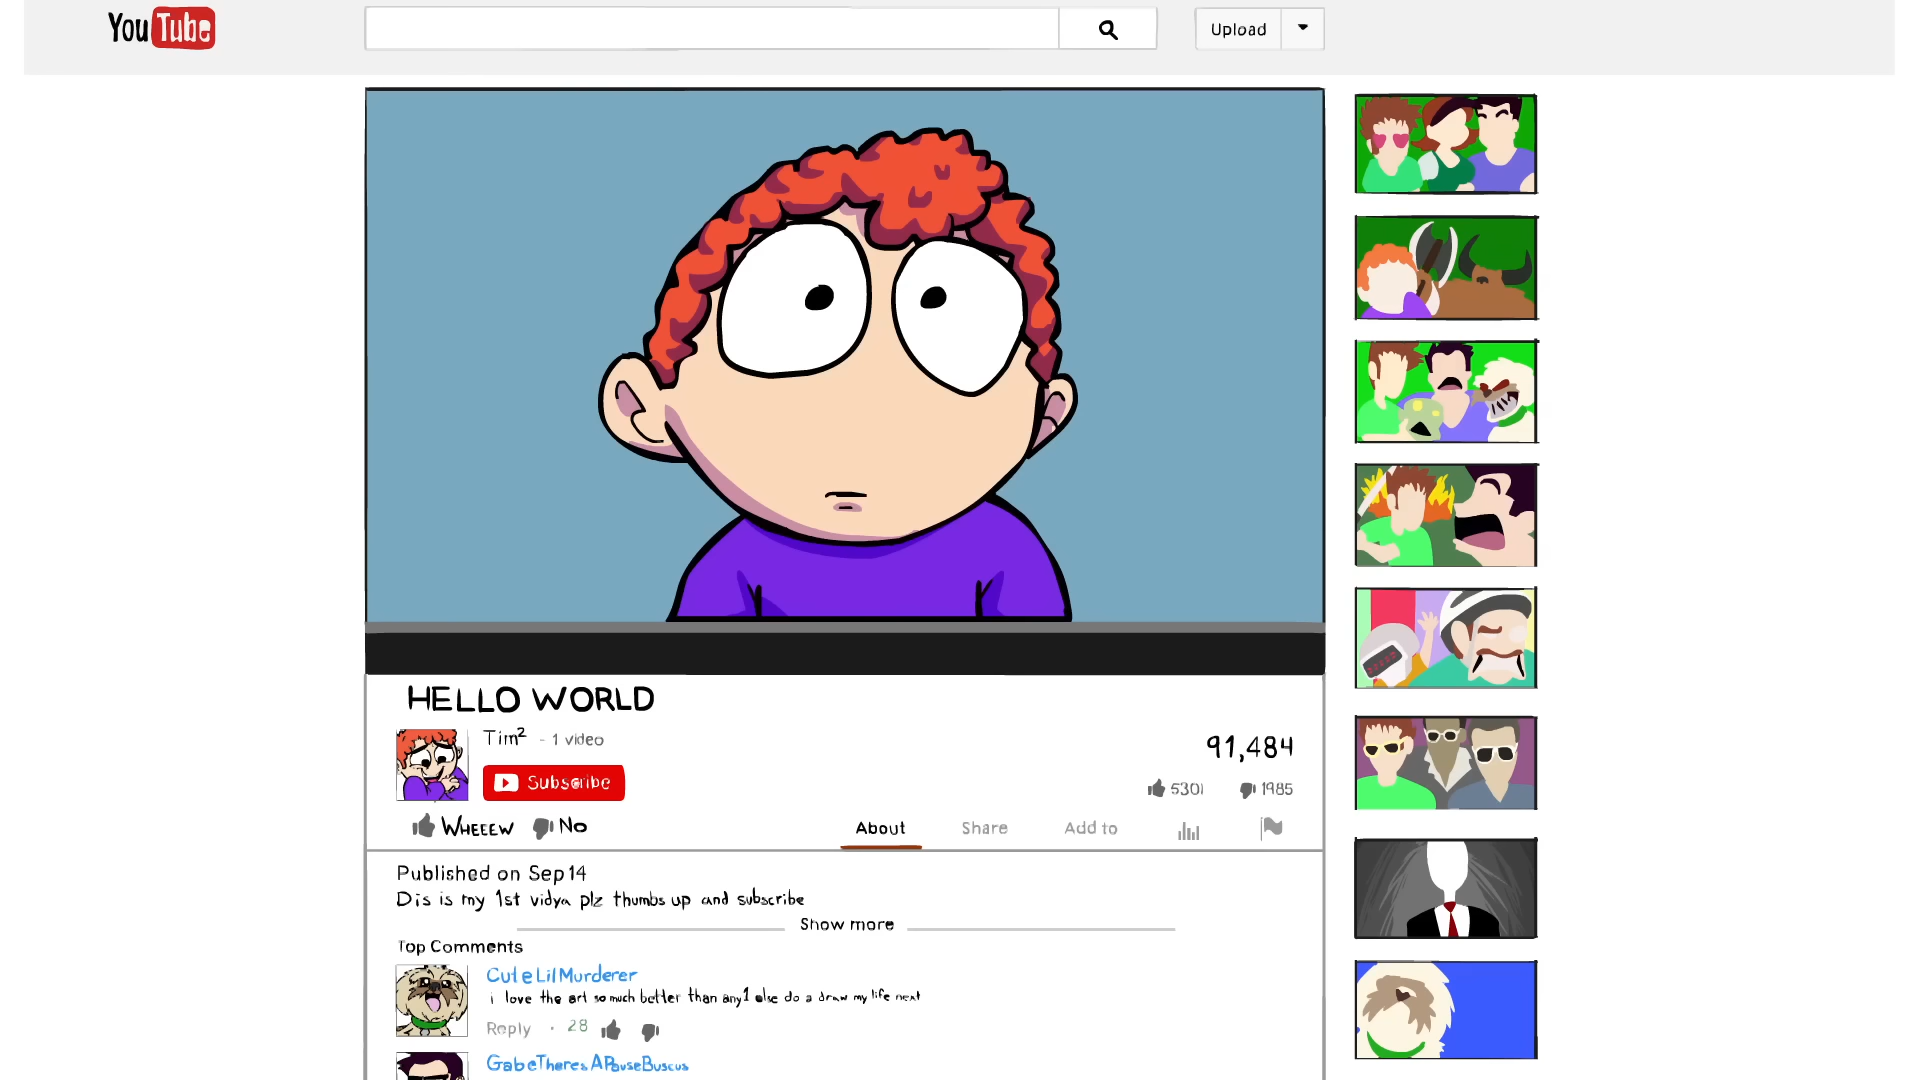 YouTube
Upload
HELLO WORLD
Tim² - 1 video
91,484
Subscribe
5301 1985
Wheeew No
About Share Add to
Published on Sep 14
Dis is my 1st vidya plz thumbs up and subscribe
Show more
Top Comments
CuteLilMurderer
i love the art so much better than any1 else do a draw my life next
Reply · 28
GabeTheresAPauseBuscus